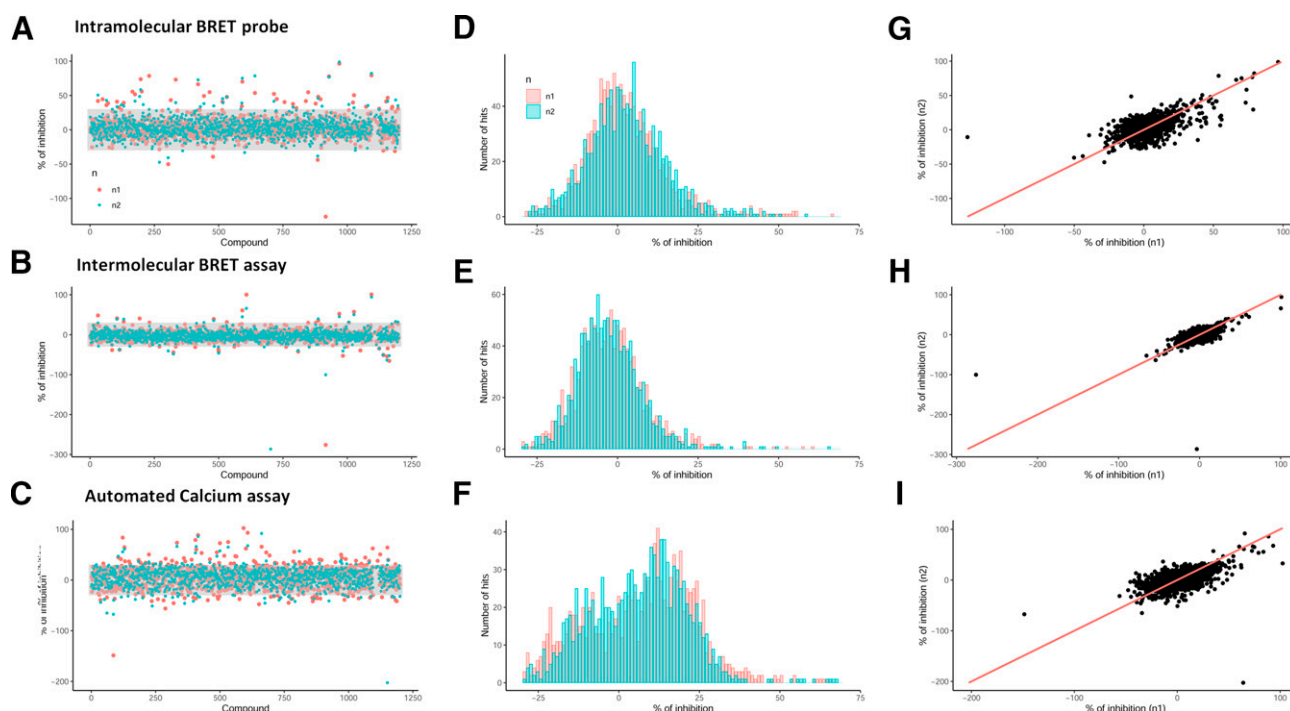 A
Intramolecular BRET probe
% of inhibition
100
50
0
−50
−100
n
n1
n2
0
250
500
750
1000
1250
Compound
D
Number of hits
40
20
0
n
n1
n2
−25
0
25
50
75
% of inhibition
G
% of inhibition (n2)
100
50
0
−50
−100
−100
−50
0
50
100
% of inhibition (n1)
B
Intermolecular BRET assay
% of inhibition
100
0
−100
−200
−300
0
250
500
750
1000
1250
Compound
E
Number of hits
60
40
20
0
−25
0
25
50
75
% of inhibition
H
% of inhibition (n2)
100
0
−100
−200
−300
−300
−200
−100
0
100
% of inhibition (n1)
C
Automated Calcium assay
% of inhibition
100
0
−100
−200
0
250
500
750
1000
1250
Compound
F
Number of hits
40
30
20
10
0
−25
0
25
50
75
% of inhibition
I
% of inhibition (n2)
100
0
−100
−200
−200
−100
0
100
% of inhibition (n1)